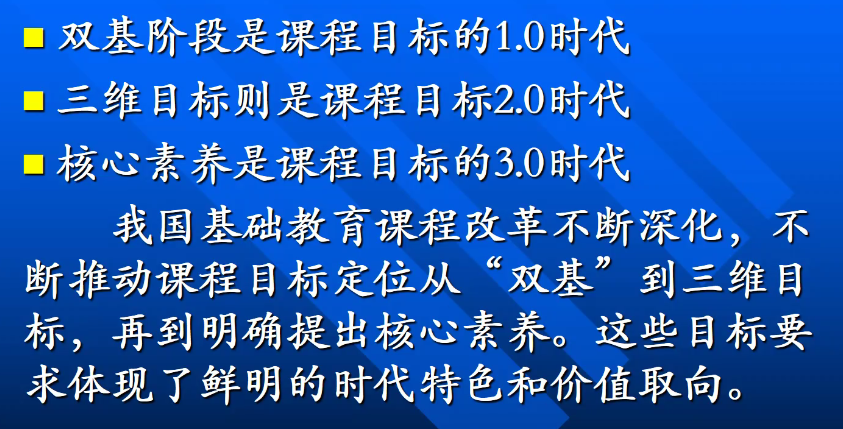 双基阶段是课程目标的1.0时代
三维目标则是课程目标2.0时代
核心素养是课程目标的3.0时代
我国基础教育课程改革不断深化，不
断推动课程目标定位从“双基”到三维目
标，再到明确提出核心素养。这些目标要
求体现了鲜明的时代特色和价值取向。